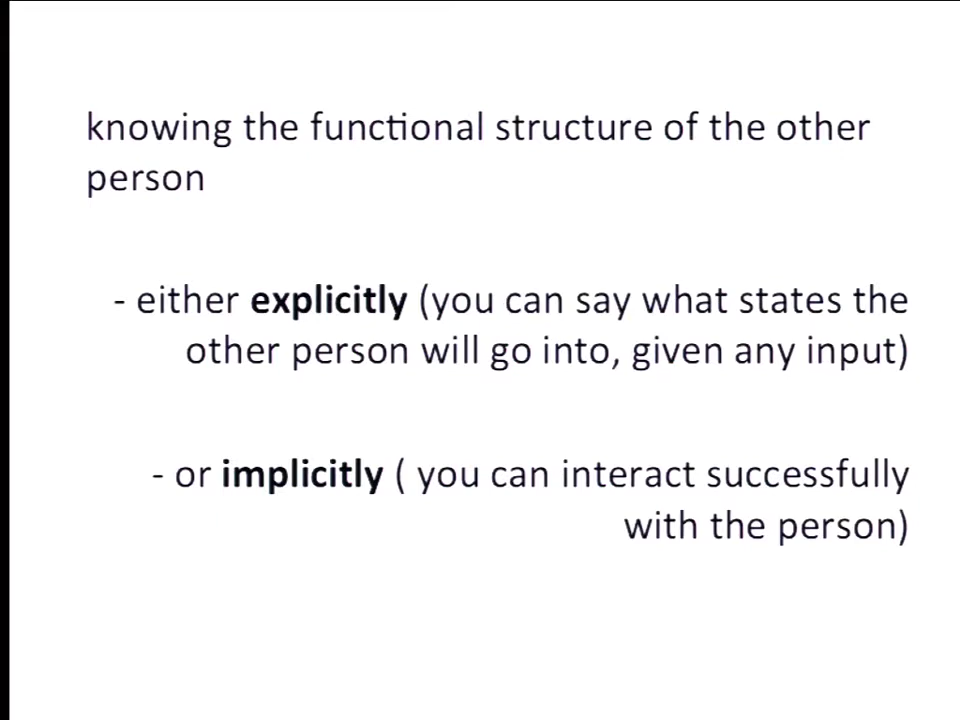 knowing the functional structure of the other
person
- either explicitly (you can say what states the
other person will go into, given any input)
- or implicitly ( you can interact successfully
with the person)